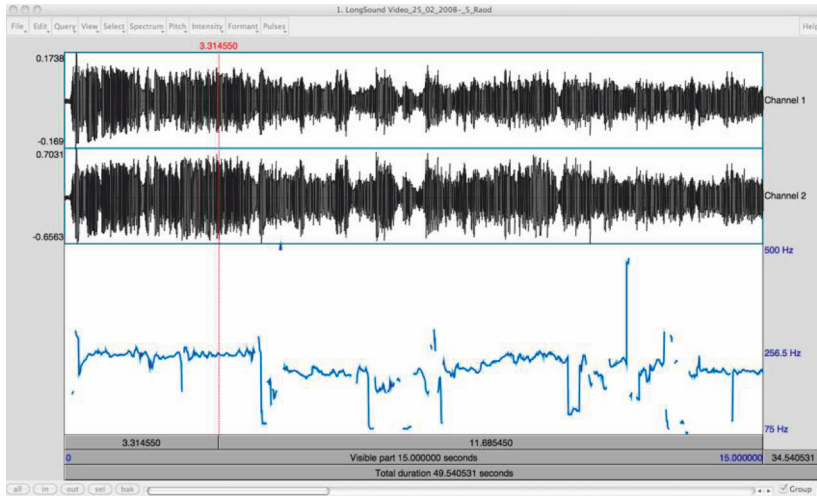 1. LongSound Video_25_02_2008-_5_Raod
File Edit Query View Select Spectrum Pitch Intensity Formant Pulses Help
3.314550
0.1738
Channel 1
-0.169
0.7031
Channel 2
-0.6563
500 Hz
256.5 Hz
75 Hz
3.314550 11.685450
0 Visible part 15.000000 seconds 15.000000 34.540531
Total duration 49.540531 seconds
all in out sel bak Group